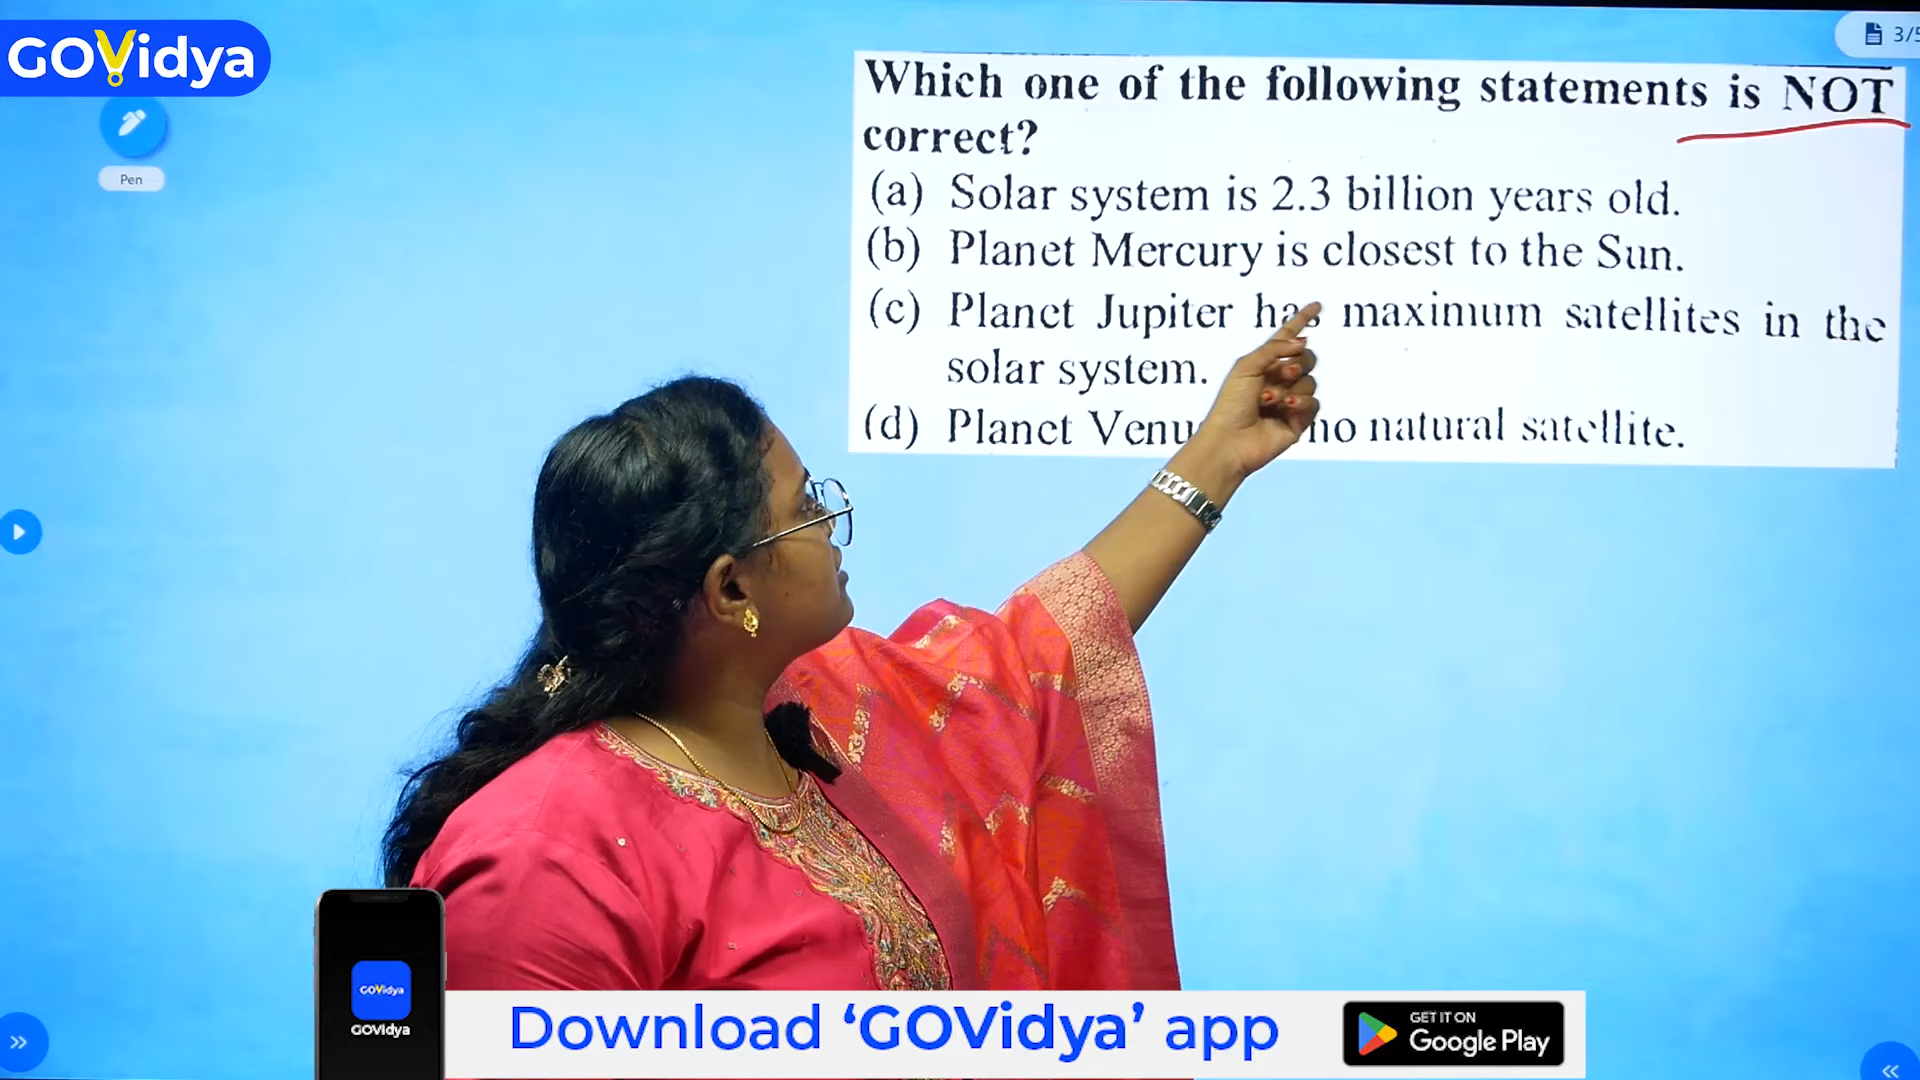 GOVidya
3/5
Pen
Which one of the following statements is NOT
correct?
(a) Solar system is 2.3 billion years old.
(b) Planet Mercury is closest to the Sun.
(c) Planet Jupiter has maximum satellites in the
solar system.
(d) Planet Venu no natural satellite.
GOVidya
GOVidya
Download ‘GOVidya’ app
GET IT ON
Google Play